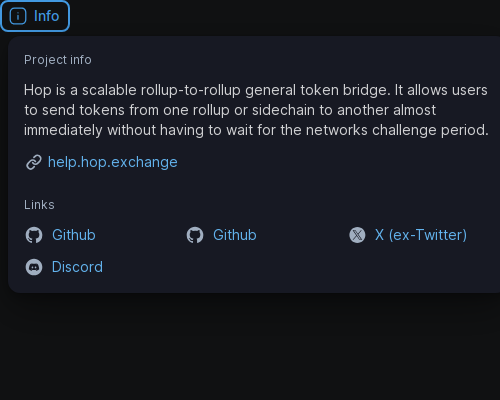 Info
Project info
Hop is a scalable rollup-to-rollup general token bridge. It allows users
to send tokens from one rollup or sidechain to another almost
immediately without having to wait for the networks challenge period.
help.hop.exchange
Links
Github Github X (ex-Twitter)
Discord